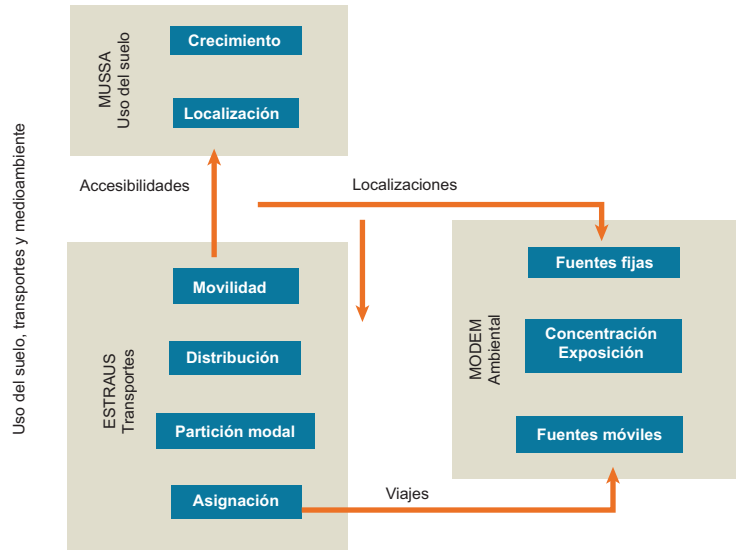 Uso del suelo, transportes y medioambiente
MUSSA
Uso del suelo
Crecimiento
Localización
Accesibilidades
Localizaciones
ESTRAUS
Transportes
Movilidad
Distribución
Partición modal
Asignación
Viajes
MODEM
Ambiental
Fuentes fijas
Concentración
Exposición
Fuentes móviles